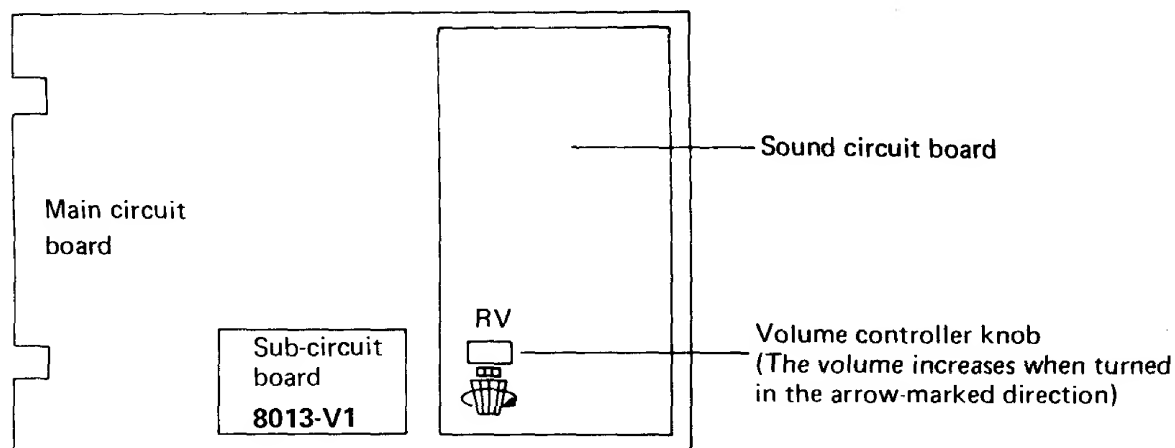 Sound circuit board
Main circuit
board
RV
Sub-circuit
board
8013-V1
Volume controller knob
(The volume increases when turned
in the arrow-marked direction)